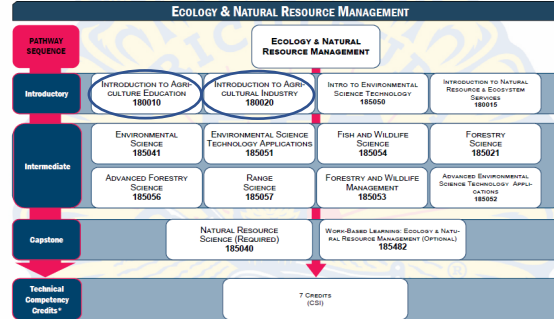 ECOLOGY & NATURAL RESOURCE MANAGEMENT
PATHWAY
SEQUENCE
ECOLOGY & NATURAL
RESOURCE MANAGEMENT
Introductory
INTRODUCTION TO AGRI-
CULTURE EDUCATION
180010
INTRODUCTION TO AGRI-
CULTURAL INDUSTRY
180020
INTRO TO ENVIRONMENTAL
SCIENCE TECHNOLOGY
185050
INTRODUCTION TO NATURAL
RESOURCE & ECOSYSTEM
SERVICES
180015
Intermediate
ENVIRONMENTAL
SCIENCE
185041
ENVIRONMENTAL SCIENCE
TECHNOLOGY APPLICATIONS
185051
FISH AND WILDLIFE
SCIENCE
185054
FORESTRY
SCIENCE
185021
ADVANCED FORESTRY
SCIENCE
185056
RANGE
SCIENCE
185057
FORESTRY AND WILDLIFE
MANAGEMENT
185053
ADVANCED ENVIRONMENTAL
SCIENCE TECHNOLOGY APPLI-
CATIONS
185052
Capstone
NATURAL RESOURCE
SCIENCE (REQUIRED)
185040
WORK-BASED LEARNING: ECOLOGY & NATU-
RAL RESOURCE MANAGEMENT (OPTIONAL)
185482
Technical
Competency
Credits*
7 CREDITS
(CSI)